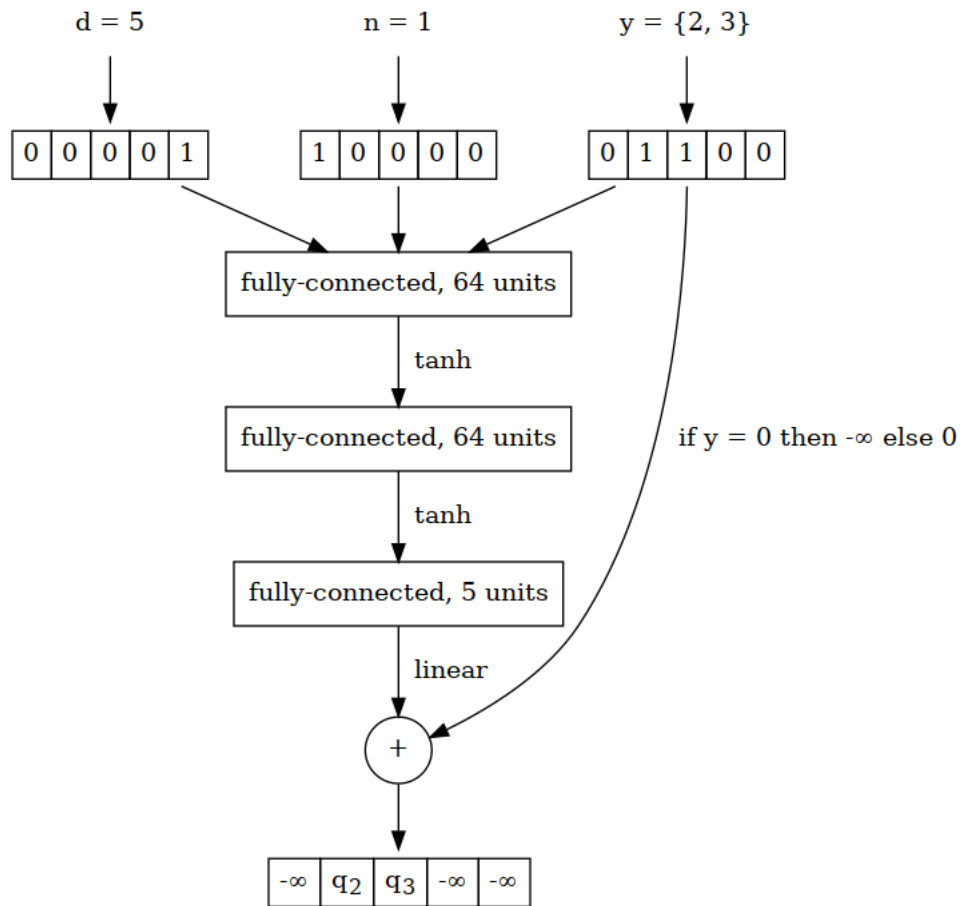 d = 5
n = 1
y = {2, 3}
0 0 0 0 1
1 0 0 0 0
0 1 1 0 0
fully-connected, 64 units
tanh
fully-connected, 64 units
if y = 0 then -∞ else 0
tanh
fully-connected, 5 units
linear
+
-∞ q2 q3 -∞ -∞